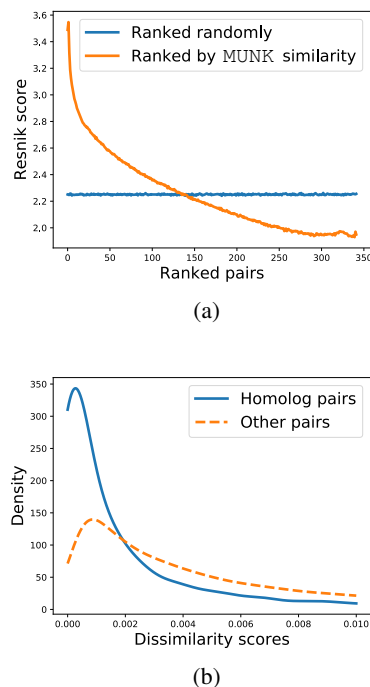 3.6
3.4
3.2
3.0
2.8
2.6
2.4
2.2
2.0
Resnik score
Ranked randomly
Ranked by MUNK similarity
0 50 100 150 200 250 300 350
Ranked pairs
(a)
350
300
250
200
150
100
50
0
Density
Homolog pairs
Other pairs
0.000 0.002 0.004 0.006 0.008 0.010
Dissimilarity scores
(b)